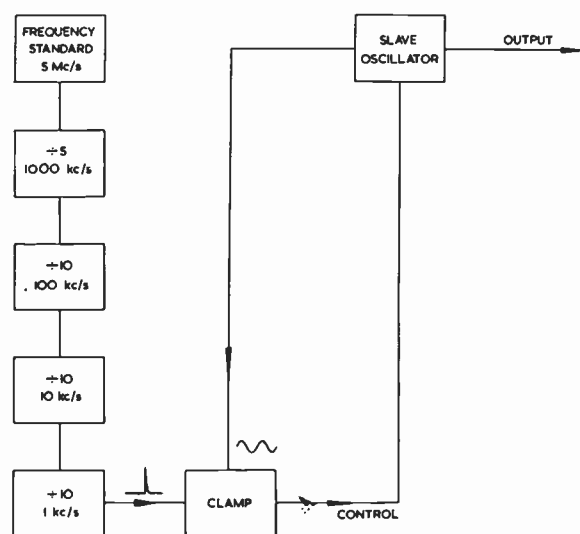 FREQUENCY
STANDARD
5 Mc/s
÷5
1000 kc/s
÷10
100 kc/s
÷10
10 kc/s
÷10
1 kc/s
CLAMP
CONTROL
SLAVE
OSCILLATOR
OUTPUT